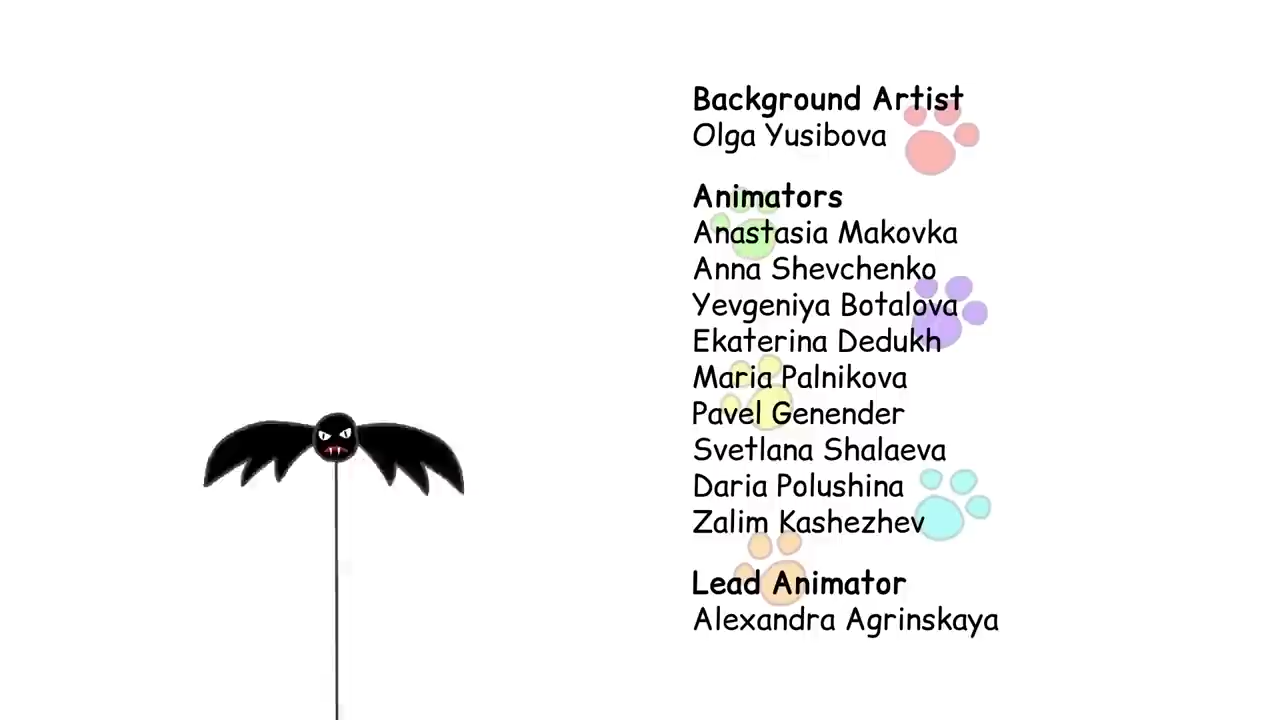 Background Artist
Olga Yusibova
Animators
Anastasia Makovka
Anna Shevchenko
Yevgeniya Botalova
Ekaterina Dedukh
Maria Palnikova
Pavel Genender
Svetlana Shalaeva
Daria Polushina
Zalim Kashezhev
Lead Animator
Alexandra Agrinskaya